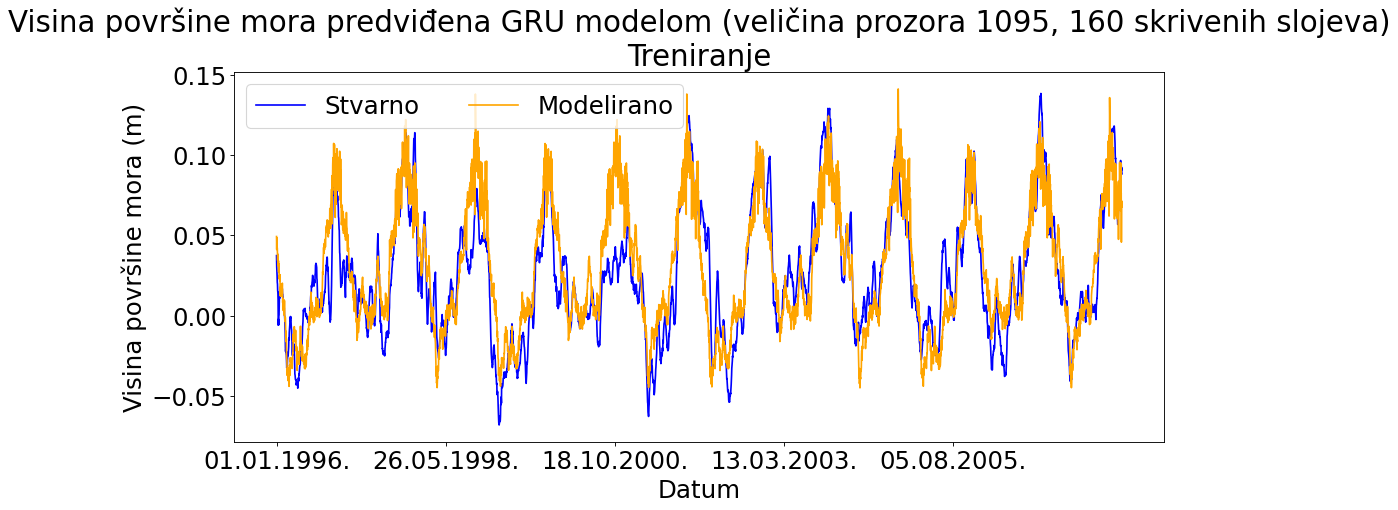 Visina površine mora predviđena GRU modelom (veličina prozora 1095, 160 skrivenih slojeva)
Treniranje
Stvarno Modelirano
Visina površine mora (m)
0.15
0.10
0.05
0.00
−0.05
01.01.1996. 26.05.1998. 18.10.2000. 13.03.2003. 05.08.2005.
Datum